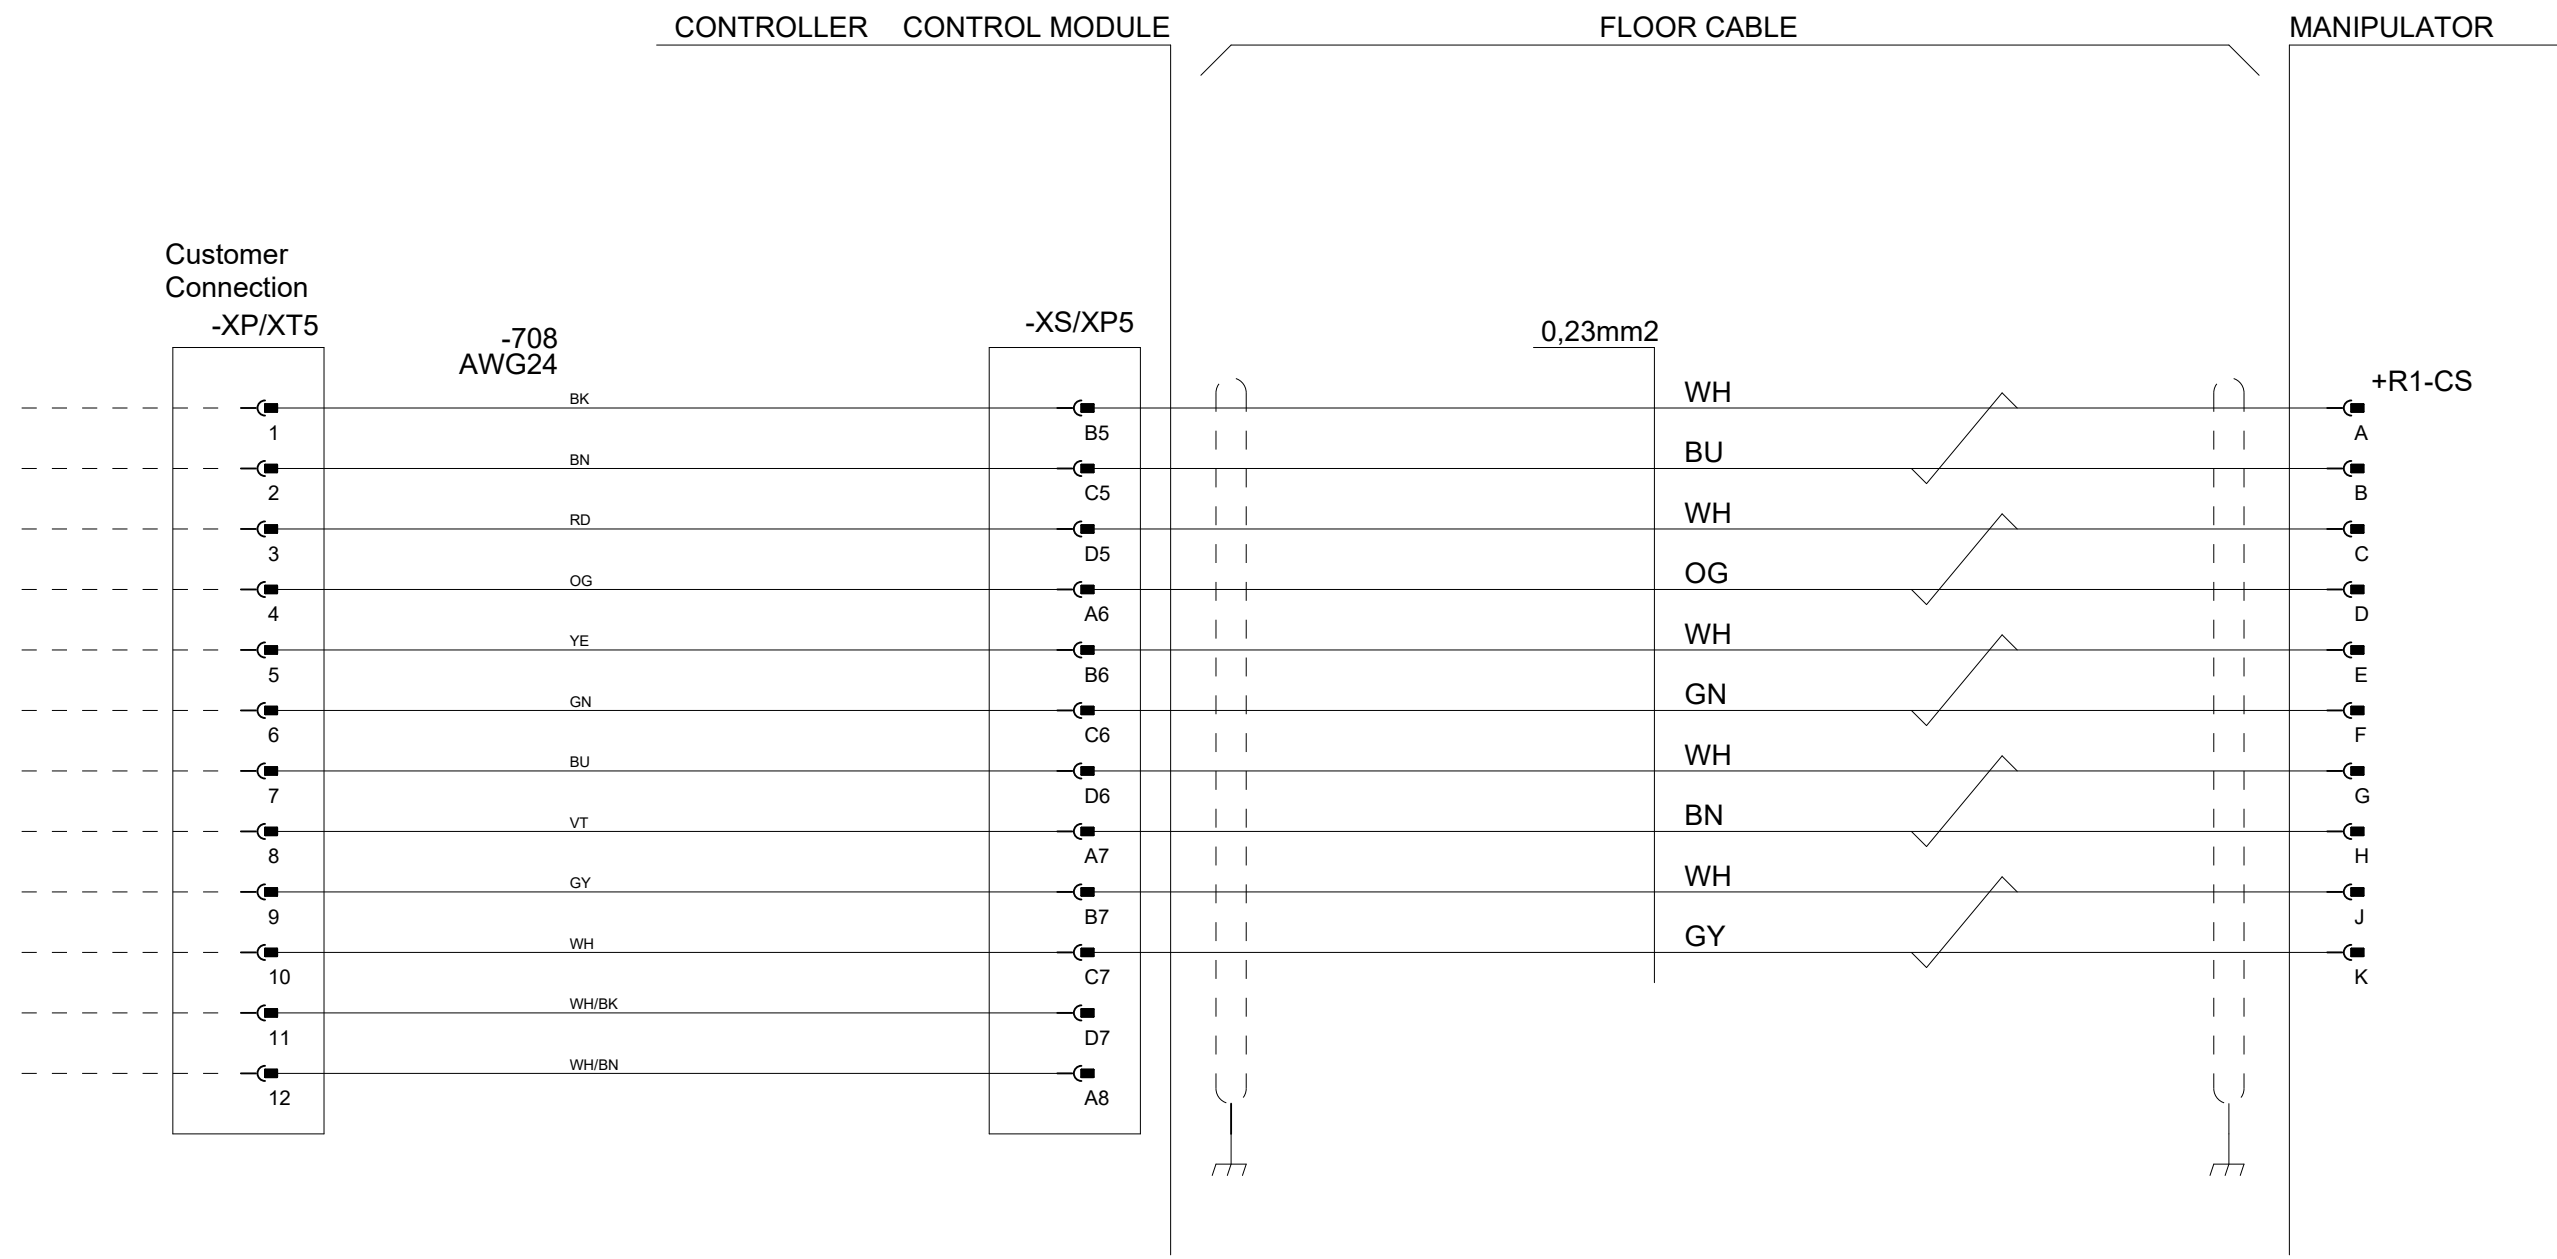 CONTROLLER CONTROL MODULE
FLOOR CABLE
MANIPULATOR
Customer
Connection
-XP/XT5
-708
AWG24
-XS/XP5
0,23mm2
+R1-CS
BK WH
1 B5 A
BN BU
2 C5 B
RD WH
3 D5 C
OG OG
4 A6 D
YE WH
5 B6 E
GN GN
6 C6 F
BU WH
7 D6 G
VT BN
8 A7 H
GY WH
9 B7 J
WH GY
10 C7 K
WH/BK
11 D7
WH/BN
12 A8